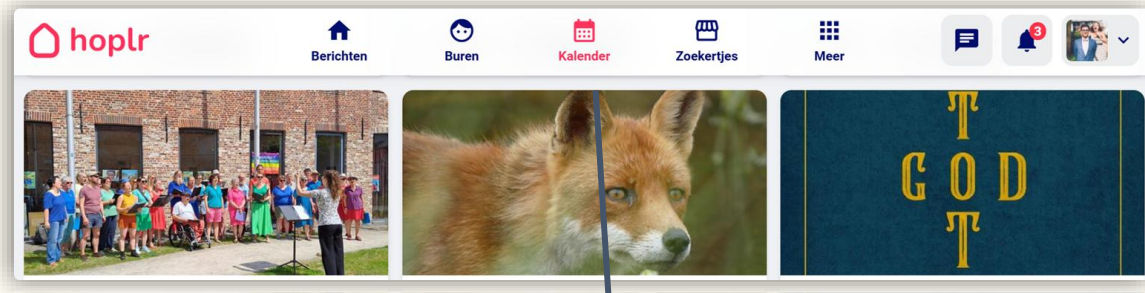 hoplr
Berichten
Buren
Kalender
Zoekertjes
Meer
3
T
GOD
T